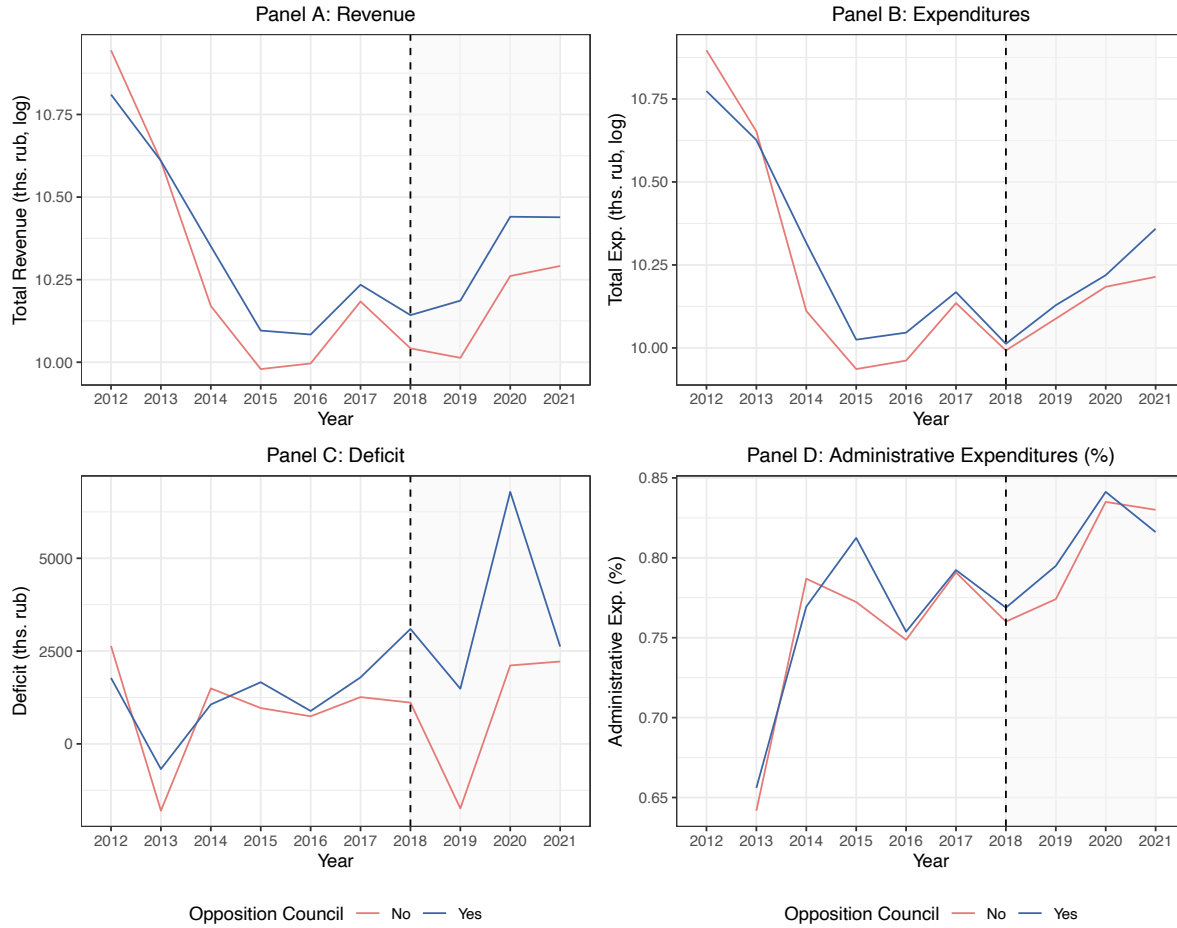 Panel A: Revenue
Total Revenue (ths. rub, log)
10.75
10.50
10.25
10.00
2012 2013 2014 2015 2016 2017 2018 2019 2020 2021
Year
Panel B: Expenditures
Total Exp. (ths. rub, log)
10.75
10.50
10.25
10.00
2012 2013 2014 2015 2016 2017 2018 2019 2020 2021
Year
Panel C: Deficit
Deficit (ths. rub)
5000
2500
0
2012 2013 2014 2015 2016 2017 2018 2019 2020 2021
Year
Panel D: Administrative Expenditures (%)
Administrative Exp. (%)
0.85
0.80
0.75
0.70
0.65
2012 2013 2014 2015 2016 2017 2018 2019 2020 2021
Year
Opposition Council No Yes
Opposition Council No Yes